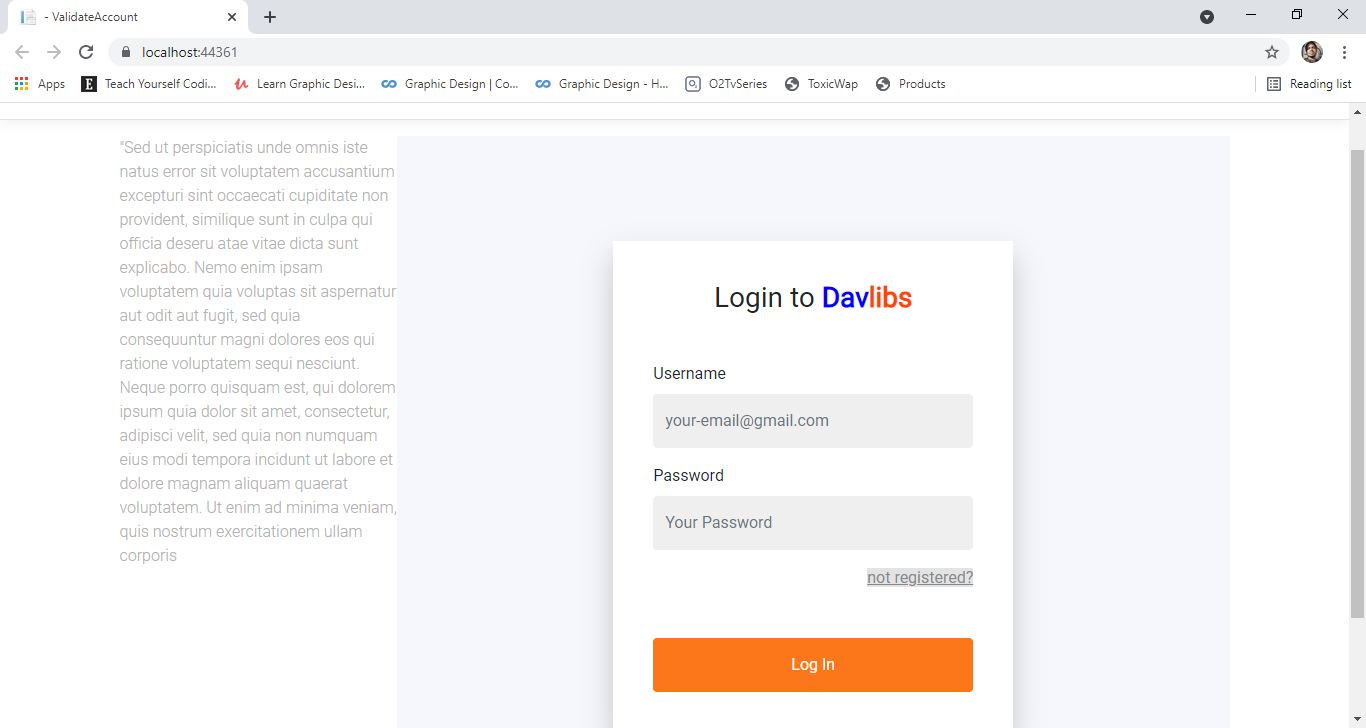 - ValidateAccount
localhost:44361
Apps
Teach Yourself Codi...
Learn Graphic Desi...
Graphic Design | Co...
Graphic Design - H...
O2TvSeries
ToxicWap
Products
Reading list
"Sed ut perspiciatis unde omnis iste
natus error sit voluptatem accusantium
excepturi sint occaecati cupiditate non
provident, similique sunt in culpa qui
officia deseru atae vitae dicta sunt
explicabo. Nemo enim ipsam
voluptatem quia voluptas sit aspernatur
aut odit aut fugit, sed quia
consequuntur magni dolores eos qui
ratione voluptatem sequi nesciunt.
Neque porro quisquam est, qui dolorem
ipsum quia dolor sit amet, consectetur,
adipisci velit, sed quia non numquam
eius modi tempora incidunt ut labore et
dolore magnam aliquam quaerat
voluptatem. Ut enim ad minima veniam,
quis nostrum exercitationem ullam
corporis
Login to Davlibs
Username
your-email@gmail.com
Password
Your Password
not registered?
Log In